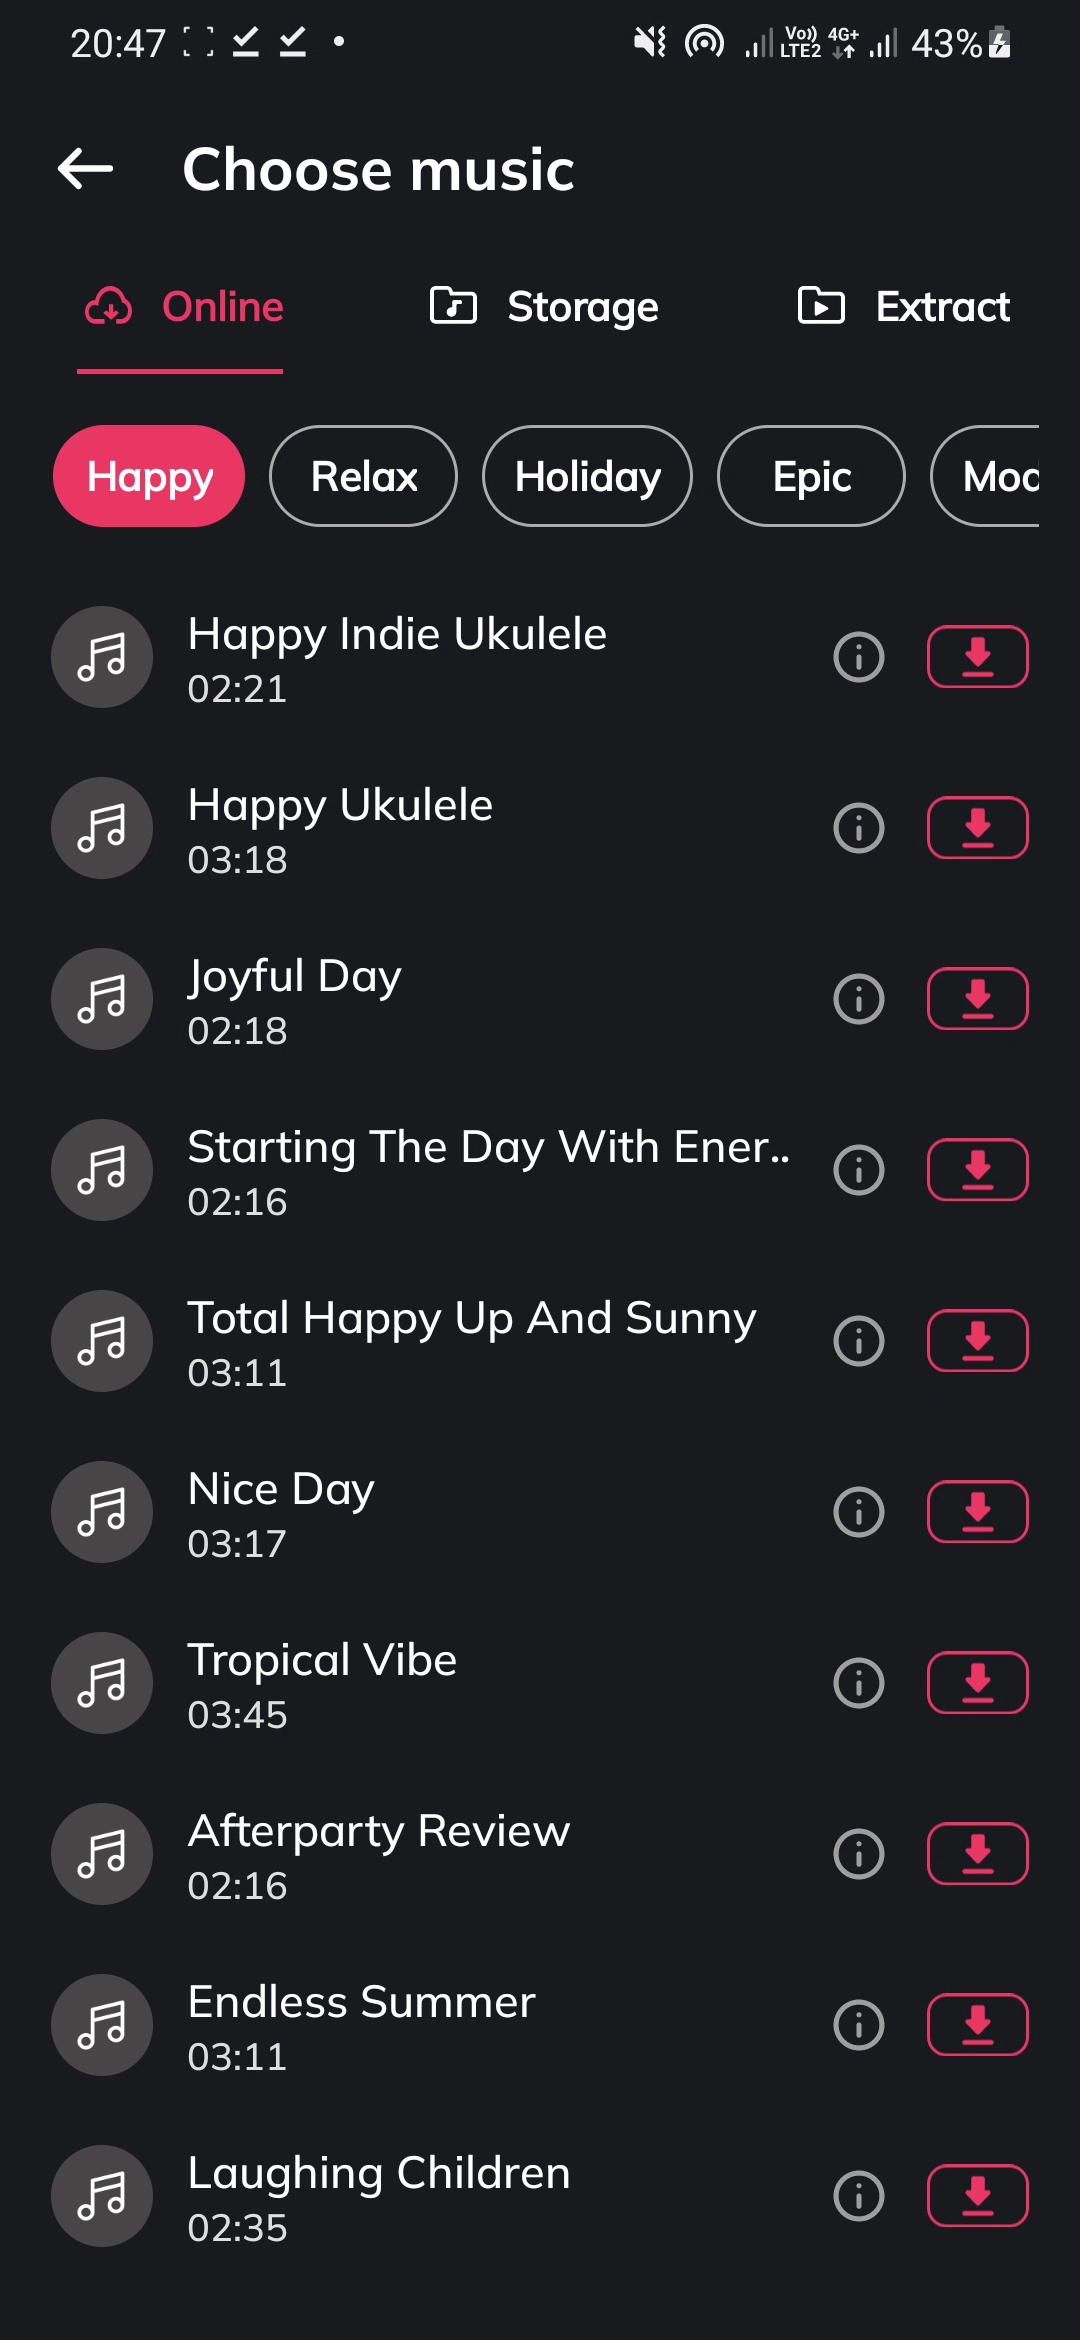 20:47 Vo)) LTE2 4G+ 43%
Choose music
Online Storage Extract
Happy Relax Holiday Epic
Happy Indie Ukulele
02:21
Happy Ukulele
03:18
Joyful Day
02:18
Starting The Day With Ener..
02:16
Total Happy Up And Sunny
03:11
Nice Day
03:17
Tropical Vibe
03:45
Afterparty Review
02:16
Endless Summer
03:11
Laughing Children
02:35